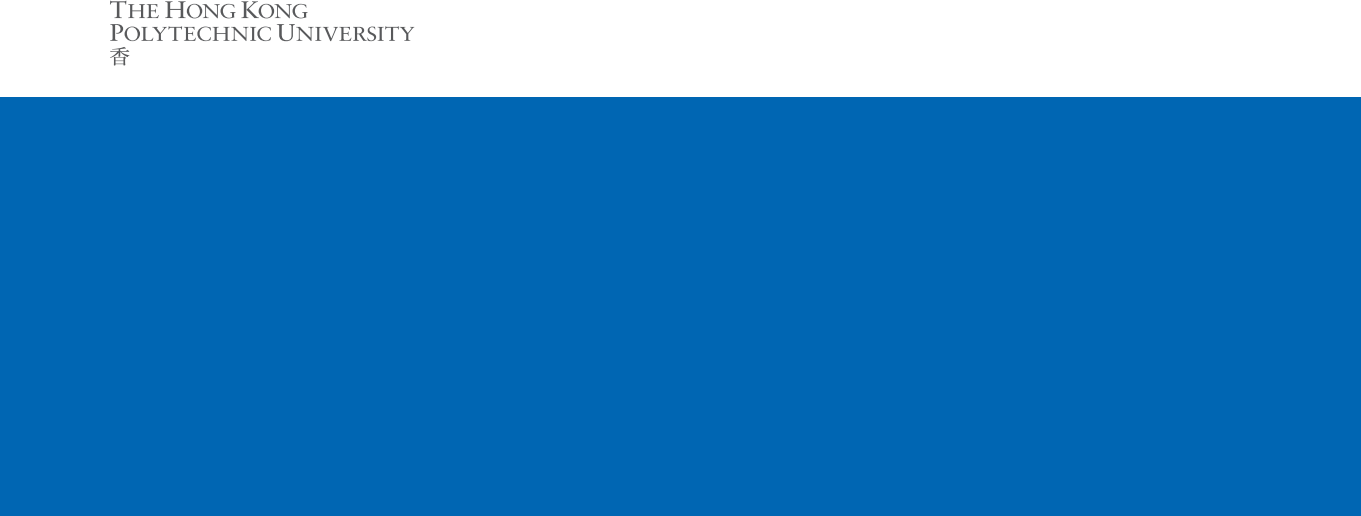 THE HONG KONG
POLYTECHNIC UNIVERSITY
香